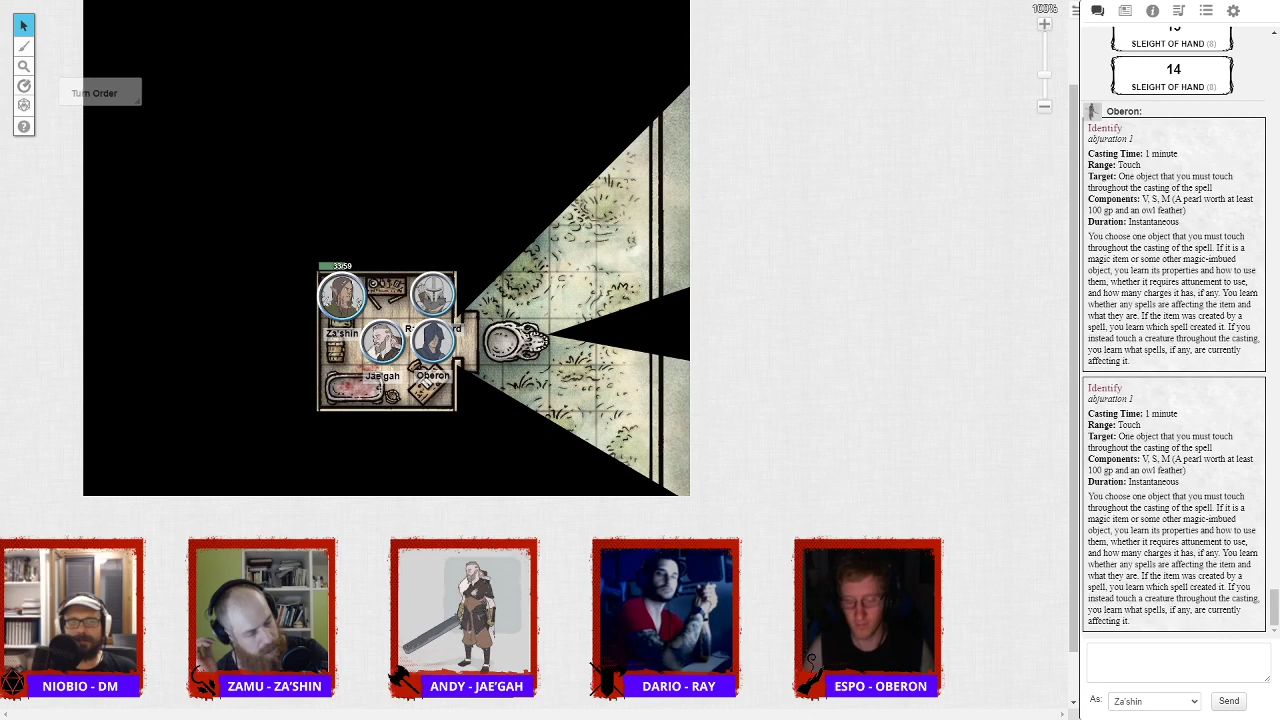 100%
Turn Order
33/59
Za'shin
Jae'gah
Oberon
NIOBIO - DM
ZAMU - ZA'SHIN
ANDY - JAE'GAH
DARIO - RAY
ESPO - OBERON
SLEIGHT OF HAND (8)
14
SLEIGHT OF HAND (8)
Oberon:
Identify
abjuration 1
Casting Time: 1 minute
Range: Touch
Target: One object that you must touch
throughout the casting of the spell
Components: V, S, M (A pearl worth at least
100 gp and an owl feather)
Duration: Instantaneous
You choose one object that you must touch
throughout the casting of the spell. If it is a
magic item or some other magic-imbued
object, you learn its properties and how to use
them, whether it requires attunement to use,
and how many charges it has, if any. You learn
whether any spells are affecting the item and
what they are. If the item was created by a
spell, you learn which spell created it. If you
instead touch a creature throughout the casting,
you learn what spells, if any, are currently
affecting it.
Identify
abjuration 1
Casting Time: 1 minute
Range: Touch
Target: One object that you must touch
throughout the casting of the spell
Components: V, S, M (A pearl worth at least
100 gp and an owl feather)
Duration: Instantaneous
You choose one object that you must touch
throughout the casting of the spell. If it is a
magic item or some other magic-imbued
object, you learn its properties and how to use
them, whether it requires attunement to use,
and how many charges it has, if any. You learn
whether any spells are affecting the item and
what they are. If the item was created by a
spell, you learn which spell created it. If you
instead touch a creature throughout the casting,
you learn what spells, if any, are currently
affecting it.
As:
Za'shin
Send